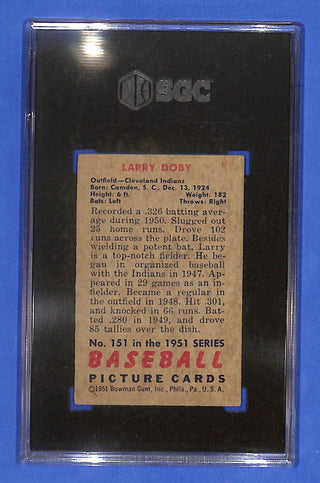 SGC
LARRY DOBY
Outfield—Cleveland Indians
Born: Camden, S. C., Dec. 13, 1924
Height: 6 ft. Weight: 182
Bats: Left Throws: Right
Recorded a .326 batting aver-
age during 1950. Slugged out
25 home runs. Drove 102
runs across the plate. Besides
wielding a potent bat, Larry
is a top-notch fielder. He be-
gan in organized baseball
with the Indians in 1947. Ap-
peared in 29 games as an in-
fielder. Became a regular in
the outfield in 1948. Hit .301,
and knocked in 66 runs. Bat-
ted .280 in 1949, and drove
85 tallies over the dish.
No. 151 in the 1951 SERIES
BASEBALL
PICTURE CARDS
©1951 Bowman Gum, Inc., Phila., Pa., U. S. A.